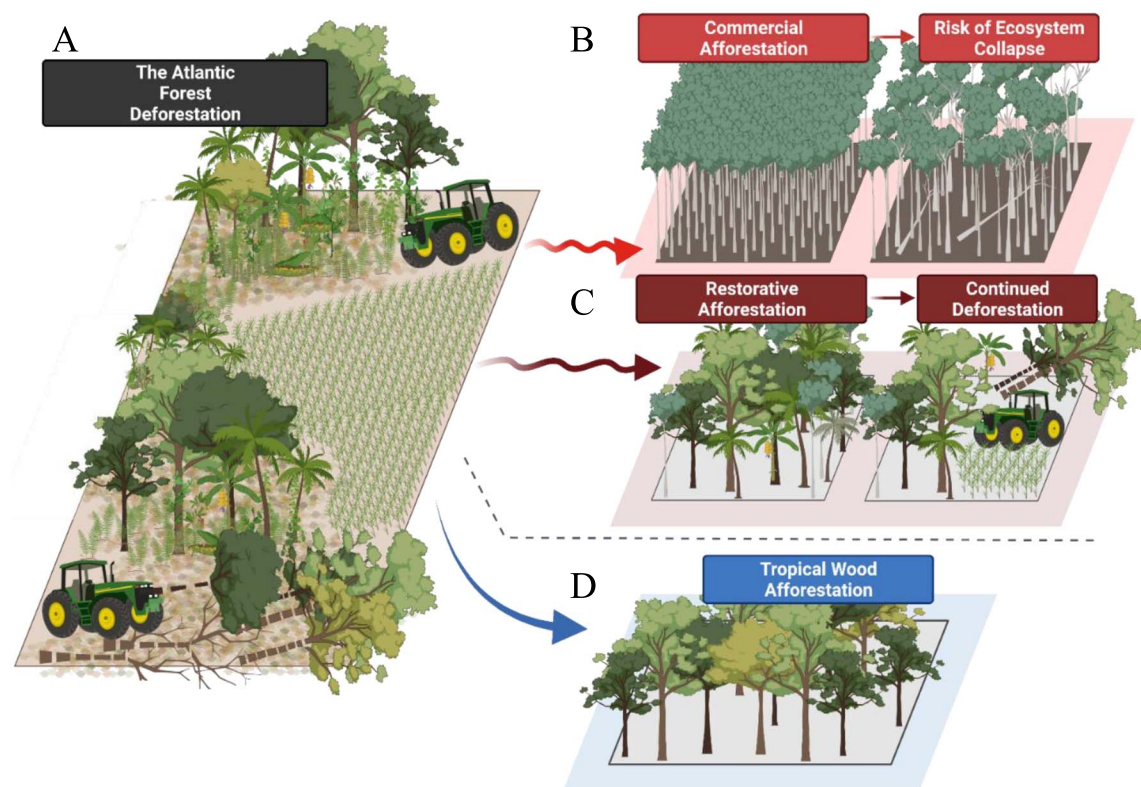 A
The Atlantic
Forest
Deforestation
B
Commercial
Afforestation
Risk of Ecosystem
Collapse
C
Restorative
Afforestation
Continued
Deforestation
D
Tropical Wood
Afforestation